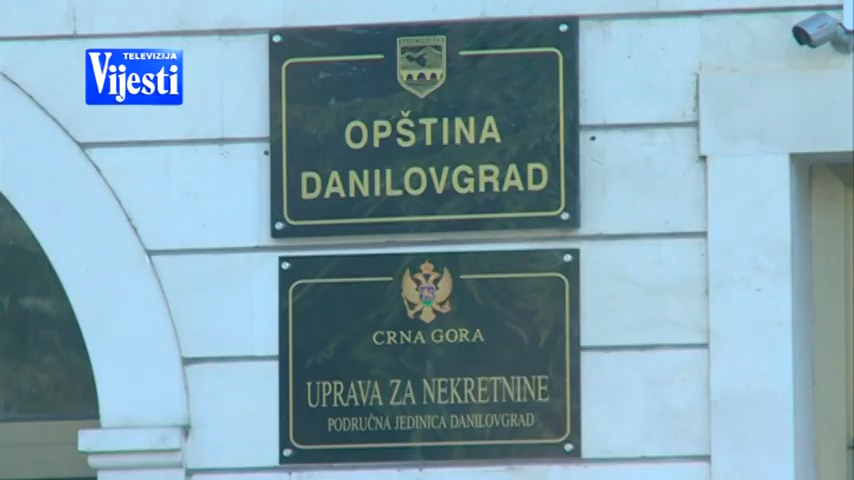 TELEVIZIJA
Vijesti
OPŠTINA
DANILOVGRAD
CRNA GORA
UPRAVA ZA NEKRETNINE
PODRUČNA JEDINICA DANILOVGRAD